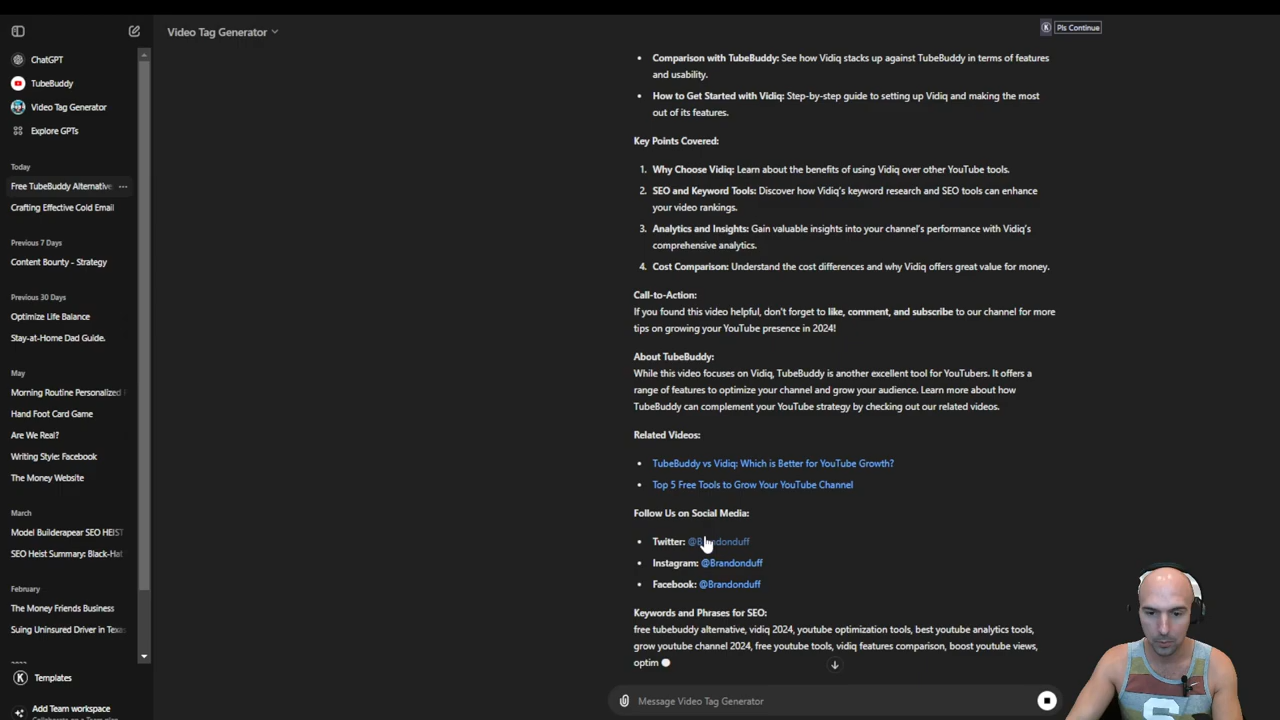 Video Tag Generator
K Pls Continue
ChatGPT
TubeBuddy
Video Tag Generator
Explore GPTs
Today
Free TubeBuddy Alternative
Crafting Effective Cold Email
Previous 7 Days
Content Bounty - Strategy
Previous 30 Days
Optimize Life Balance
Stay-at-Home Dad Guide.
May
Morning Routine Personalized
Hand Foot Card Game
Are We Real?
Writing Style: Facebook
The Money Website
March
Model Builderapear SEO HEIST
SEO Heist Summary: Black-Hat
February
The Money Friends Business
Suing Uninsured Driver in Texas
K Templates
Add Team workspace
Comparison with TubeBuddy: See how Vidiq stacks up against TubeBuddy in terms of features
and usability.
How to Get Started with Vidiq: Step-by-step guide to setting up Vidiq and making the most
out of its features.
Key Points Covered:
1. Why Choose Vidiq: Learn about the benefits of using Vidiq over other YouTube tools.
2. SEO and Keyword Tools: Discover how Vidiq's keyword research and SEO tools can enhance
your video rankings.
3. Analytics and Insights: Gain valuable insights into your channel's performance with Vidiq's
comprehensive analytics.
4. Cost Comparison: Understand the cost differences and why Vidiq offers great value for money.
Call-to-Action:
If you found this video helpful, don't forget to like, comment, and subscribe to our channel for more
tips on growing your YouTube presence in 2024!
About TubeBuddy:
While this video focuses on Vidiq, TubeBuddy is another excellent tool for YouTubers. It offers a
range of features to optimize your channel and grow your audience. Learn more about how
TubeBuddy can complement your YouTube strategy by checking out our related videos.
Related Videos:
TubeBuddy vs Vidiq: Which is Better for YouTube Growth?
Top 5 Free Tools to Grow Your YouTube Channel
Follow Us on Social Media:
Twitter: @Brandonduff
Instagram: @Brandonduff
Facebook: @Brandonduff
Keywords and Phrases for SEO:
free tubebuddy alternative, vidiq 2024, youtube optimization tools, best youtube analytics tools,
grow youtube channel 2024, free youtube tools, vidiq features comparison, boost youtube views,
optim
Message Video Tag Generator